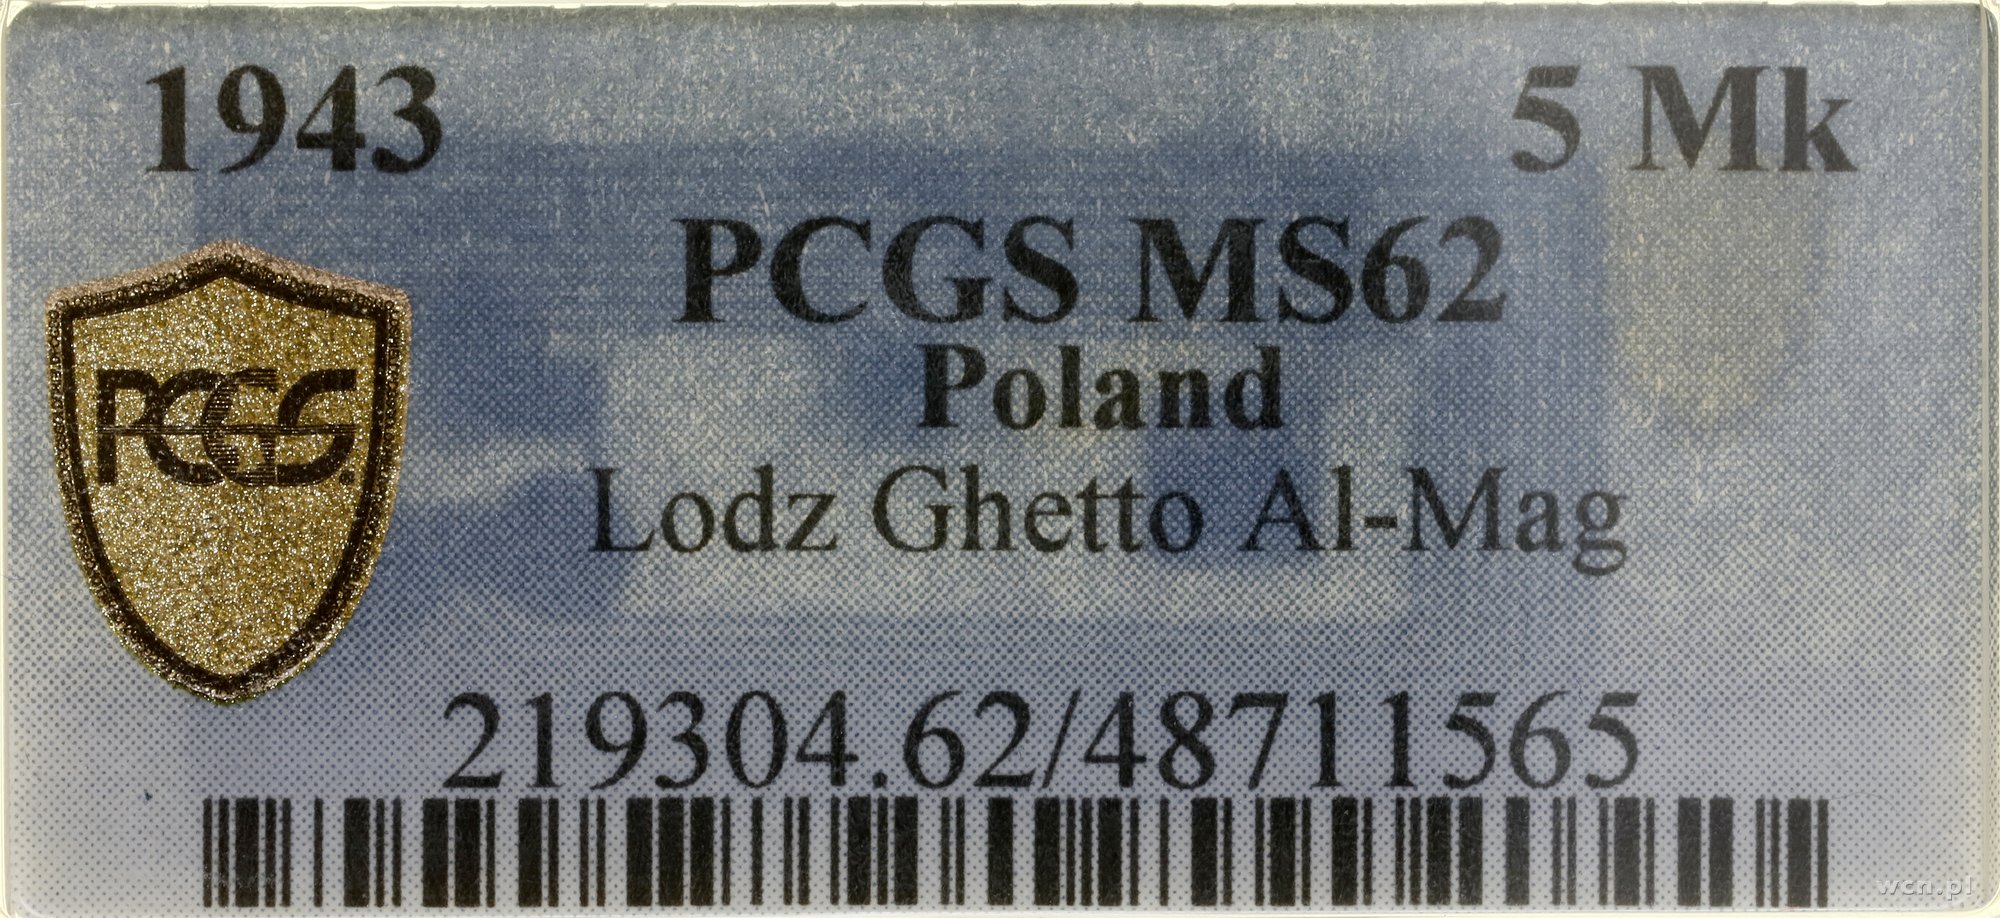 1943 5 Mk
PCGS MS62
Poland
PCGS
Lodz Ghetto Al-Mag
219304.62/48711565
wcn.pl